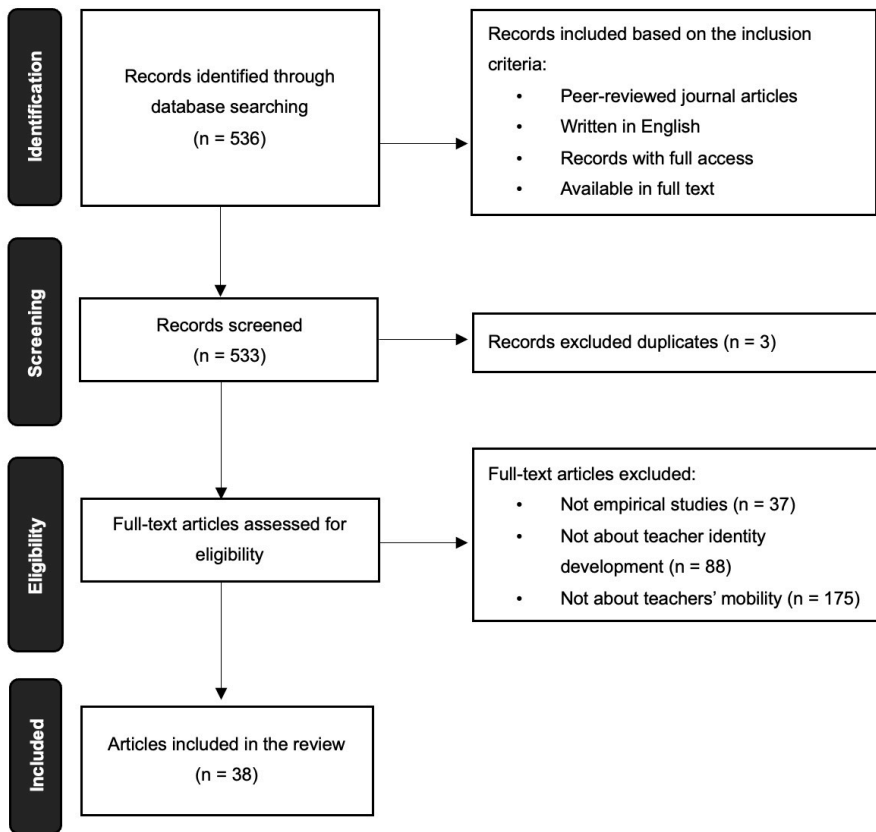 Identification
Records identified through
database searching
(n = 536)
Records included based on the inclusion
criteria:
• Peer-reviewed journal articles
• Written in English
• Records with full access
• Available in full text
Screening
Records screened
(n = 533)
Records excluded duplicates (n = 3)
Eligibility
Full-text articles assessed for
eligibility
Full-text articles excluded:
• Not empirical studies (n = 37)
• Not about teacher identity
development (n = 88)
• Not about teachers’ mobility (n = 175)
Included
Articles included in the review
(n = 38)